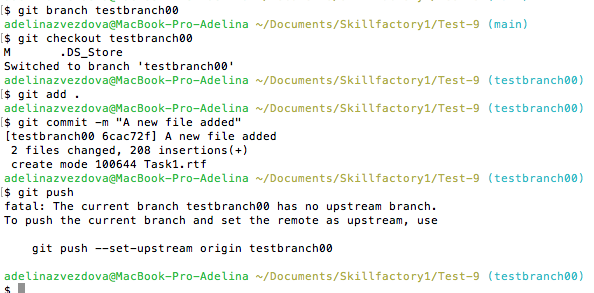 $ git branch testbranch00
adelinazvezdova@MacBook-Pro-Adelina ~/Documents/Skillfactory1/Test-9 (main)
$ git checkout testbranch00
M       .DS_Store
Switched to branch 'testbranch00'
adelinazvezdova@MacBook-Pro-Adelina ~/Documents/Skillfactory1/Test-9 (testbranch00)
$ git add .
adelinazvezdova@MacBook-Pro-Adelina ~/Documents/Skillfactory1/Test-9 (testbranch00)
$ git commit -m "A new file added"
[testbranch00 6cac72f] A new file added
 2 files changed, 208 insertions(+)
 create mode 100644 Task1.rtf
adelinazvezdova@MacBook-Pro-Adelina ~/Documents/Skillfactory1/Test-9 (testbranch00)
$ git push
fatal: The current branch testbranch00 has no upstream branch.
To push the current branch and set the remote as upstream, use
    git push --set-upstream origin testbranch00
adelinazvezdova@MacBook-Pro-Adelina ~/Documents/Skillfactory1/Test-9 (testbranch00)
$